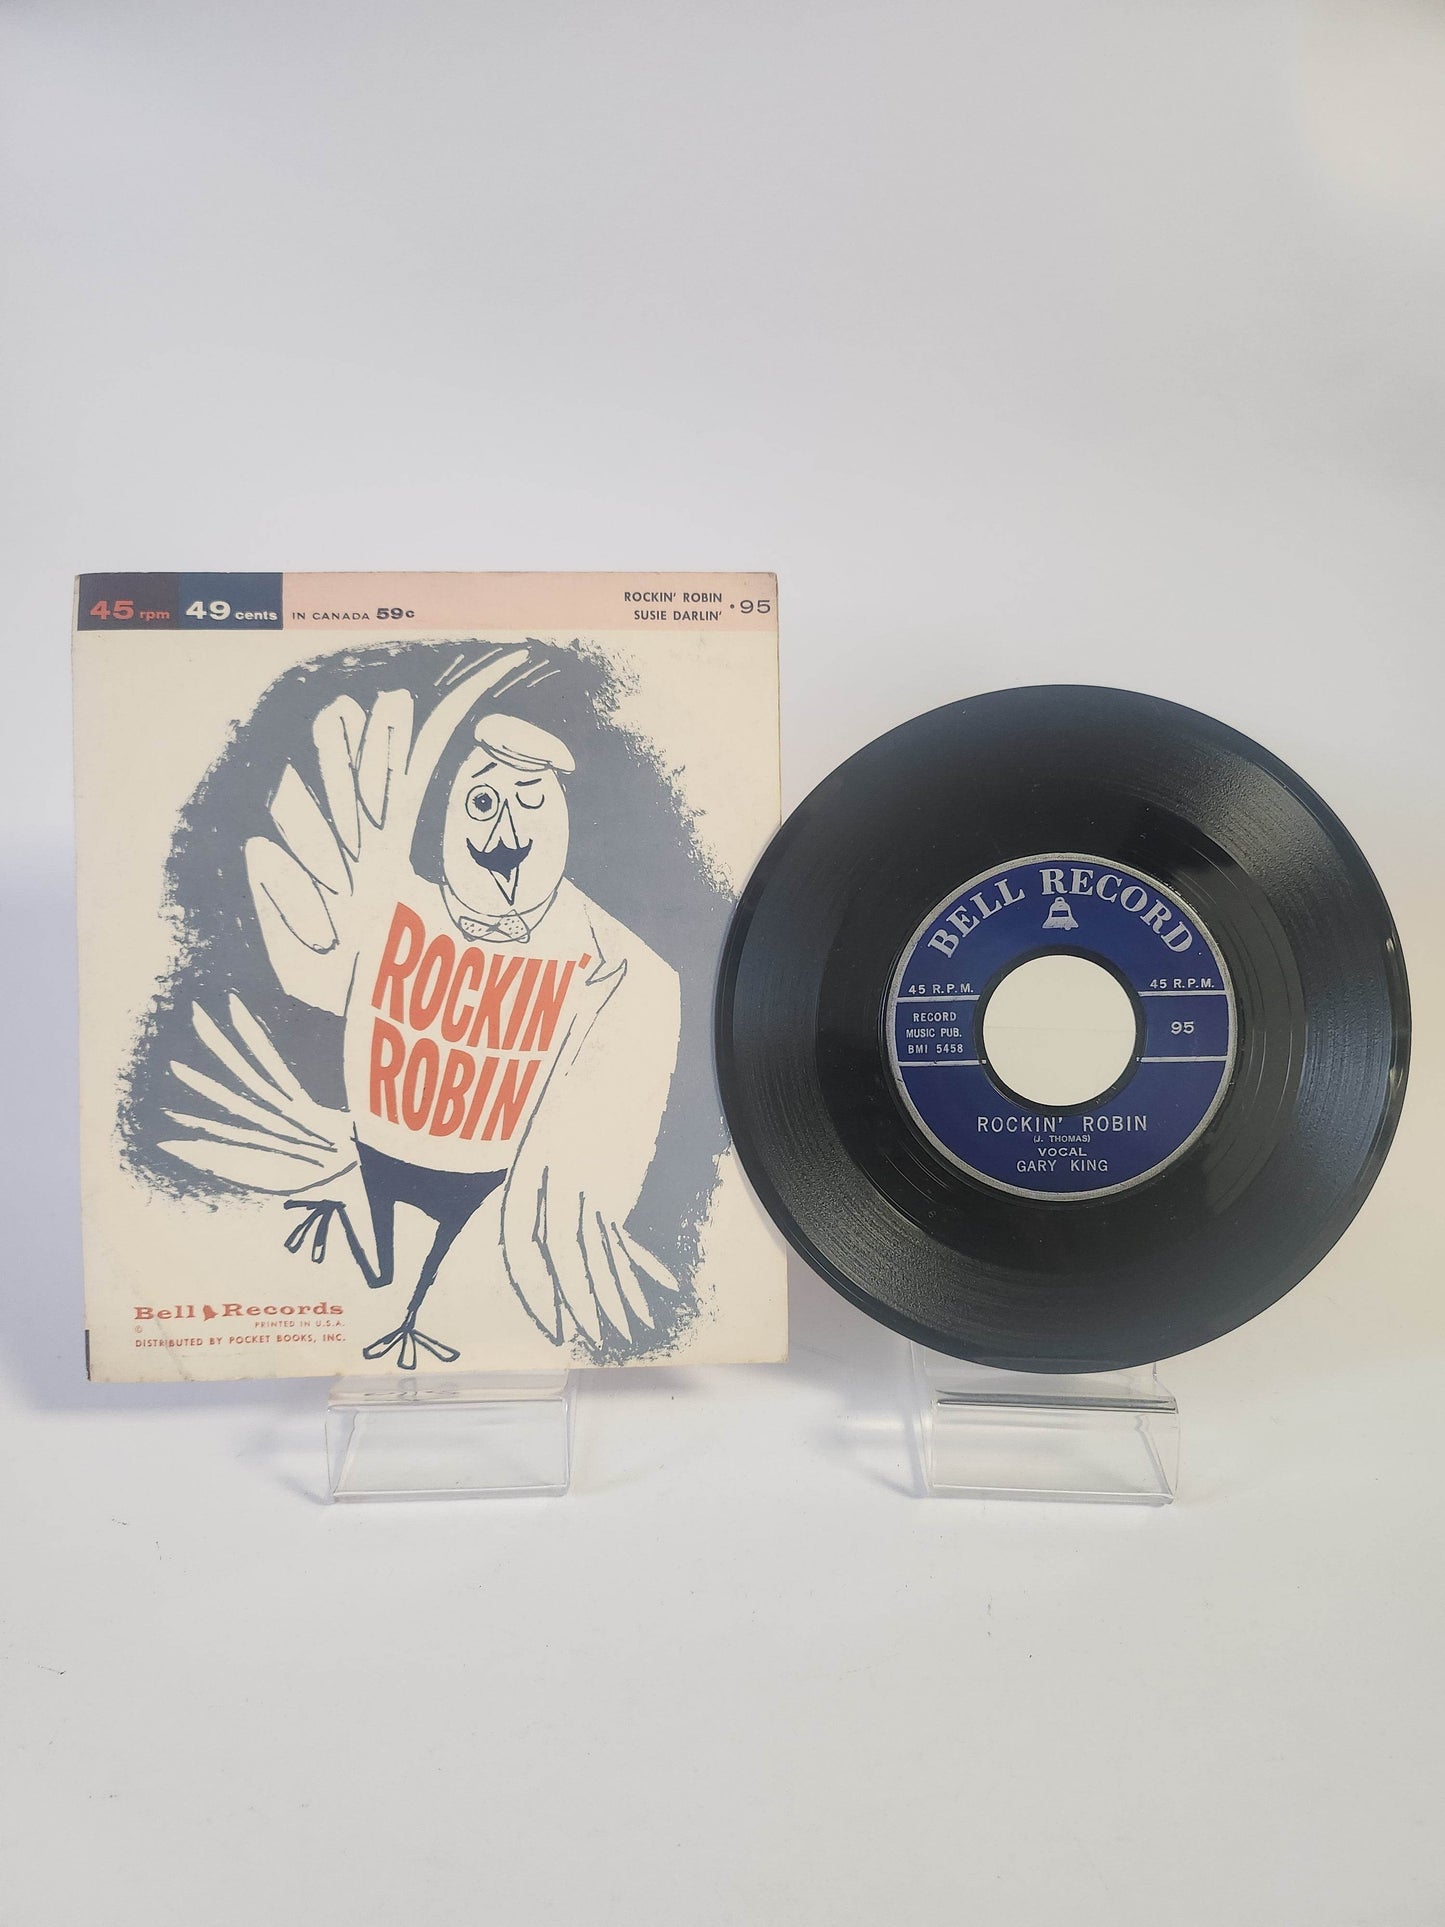 45 rpm 49 cents IN CANADA 59c
ROCKIN' ROBIN
SUSIE DARLIN'
• 95
ROCKIN'
ROBIN
Bell Records
©
PRINTED IN U.S.A.
DISTRIBUTED BY POCKET BOOKS, INC.
BELL RECORD
45 R.P.M.
45 R.P.M.
RECORD
MUSIC PUB.
BMI 5458
95
ROCKIN' ROBIN
(J. THOMAS)
VOCAL
GARY KING